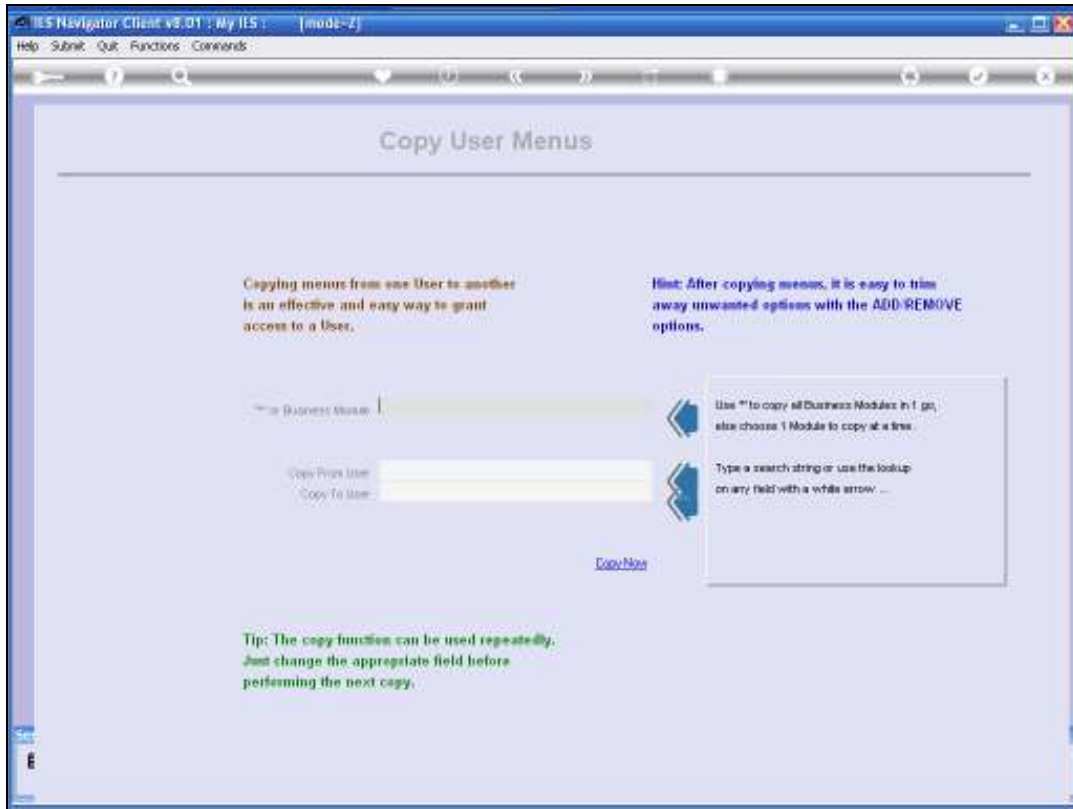 IES Navigator Client v8.01 : My IES : [mode-Z]
Help Submit Quit Functions Commands
Copy User Menus
Copying menus from one User to another
is an effective and easy way to grant
access to a User.
Hint: After copying menus, it is easy to trim
away unwanted options with the ADD/REMOVE
options.
"*" or Business Module
Use "*" to copy all Business Modules in 1 go,
else choose 1 Module to copy at a time.
Copy From User
Copy To User
Type a search string or use the lookup
on any field with a white arrow ...
Copy Now
Tip: The copy function can be used repeatedly.
Just change the appropriate field before
performing the next copy.